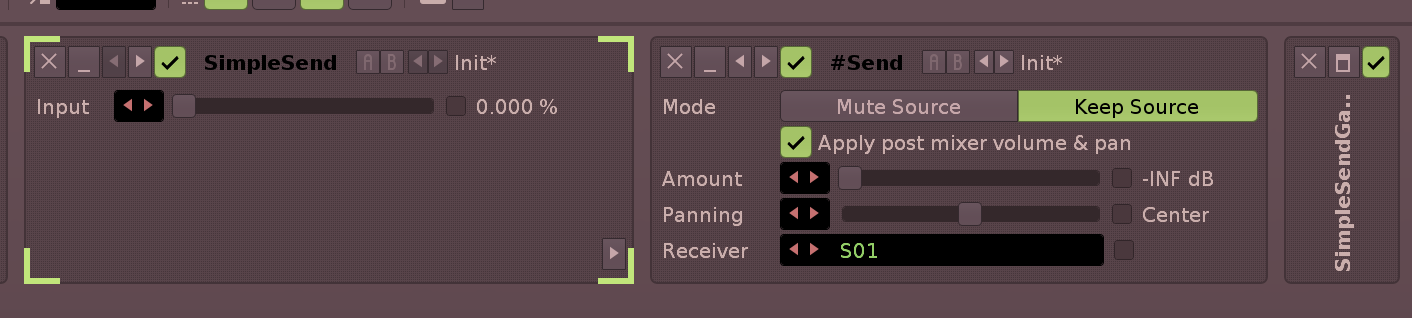 SimpleSend A B Init*
Input 0.000 %
#Send A B Init*
Mode Mute Source Keep Source
Apply post mixer volume & pan
Amount -INF dB
Panning Center
Receiver S01
SimpleSendGa..